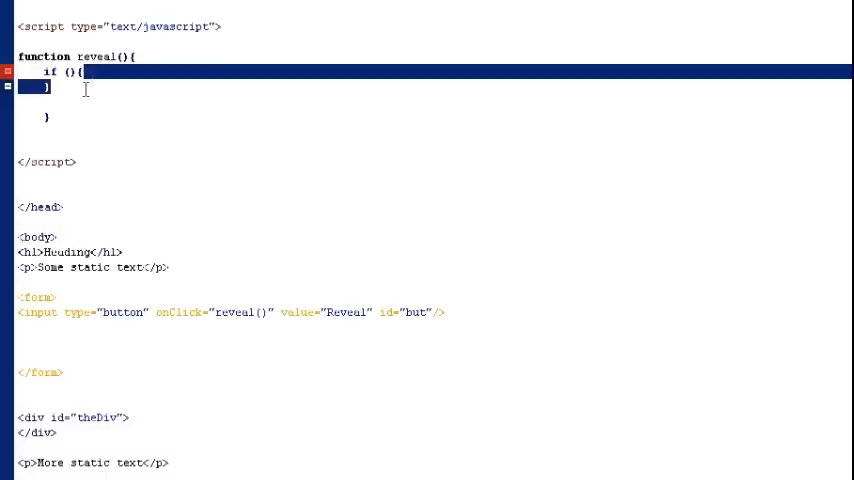 <script type="text/javascript">
function reveal(){
if (){
}
}
</script>
</head>
<body>
<h1>Heading</h1>
<p>Some static text</p>
<form>
<input type="button" onClick="reveal()" value="Reveal" id="but"/>
</form>
<div id="theDiv">
</div>
<p>More static text</p>